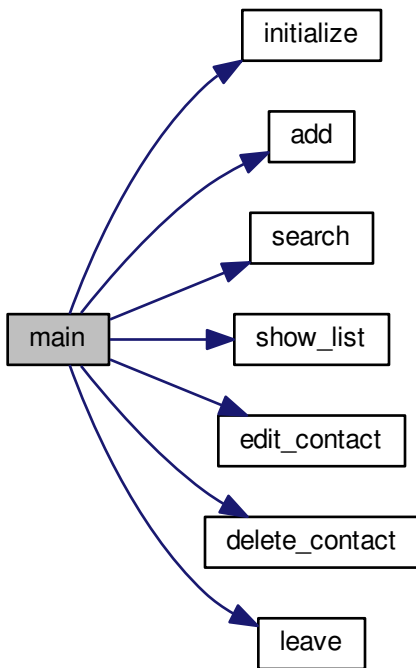 initialize
add
search
main
show_list
edit_contact
delete_contact
leave